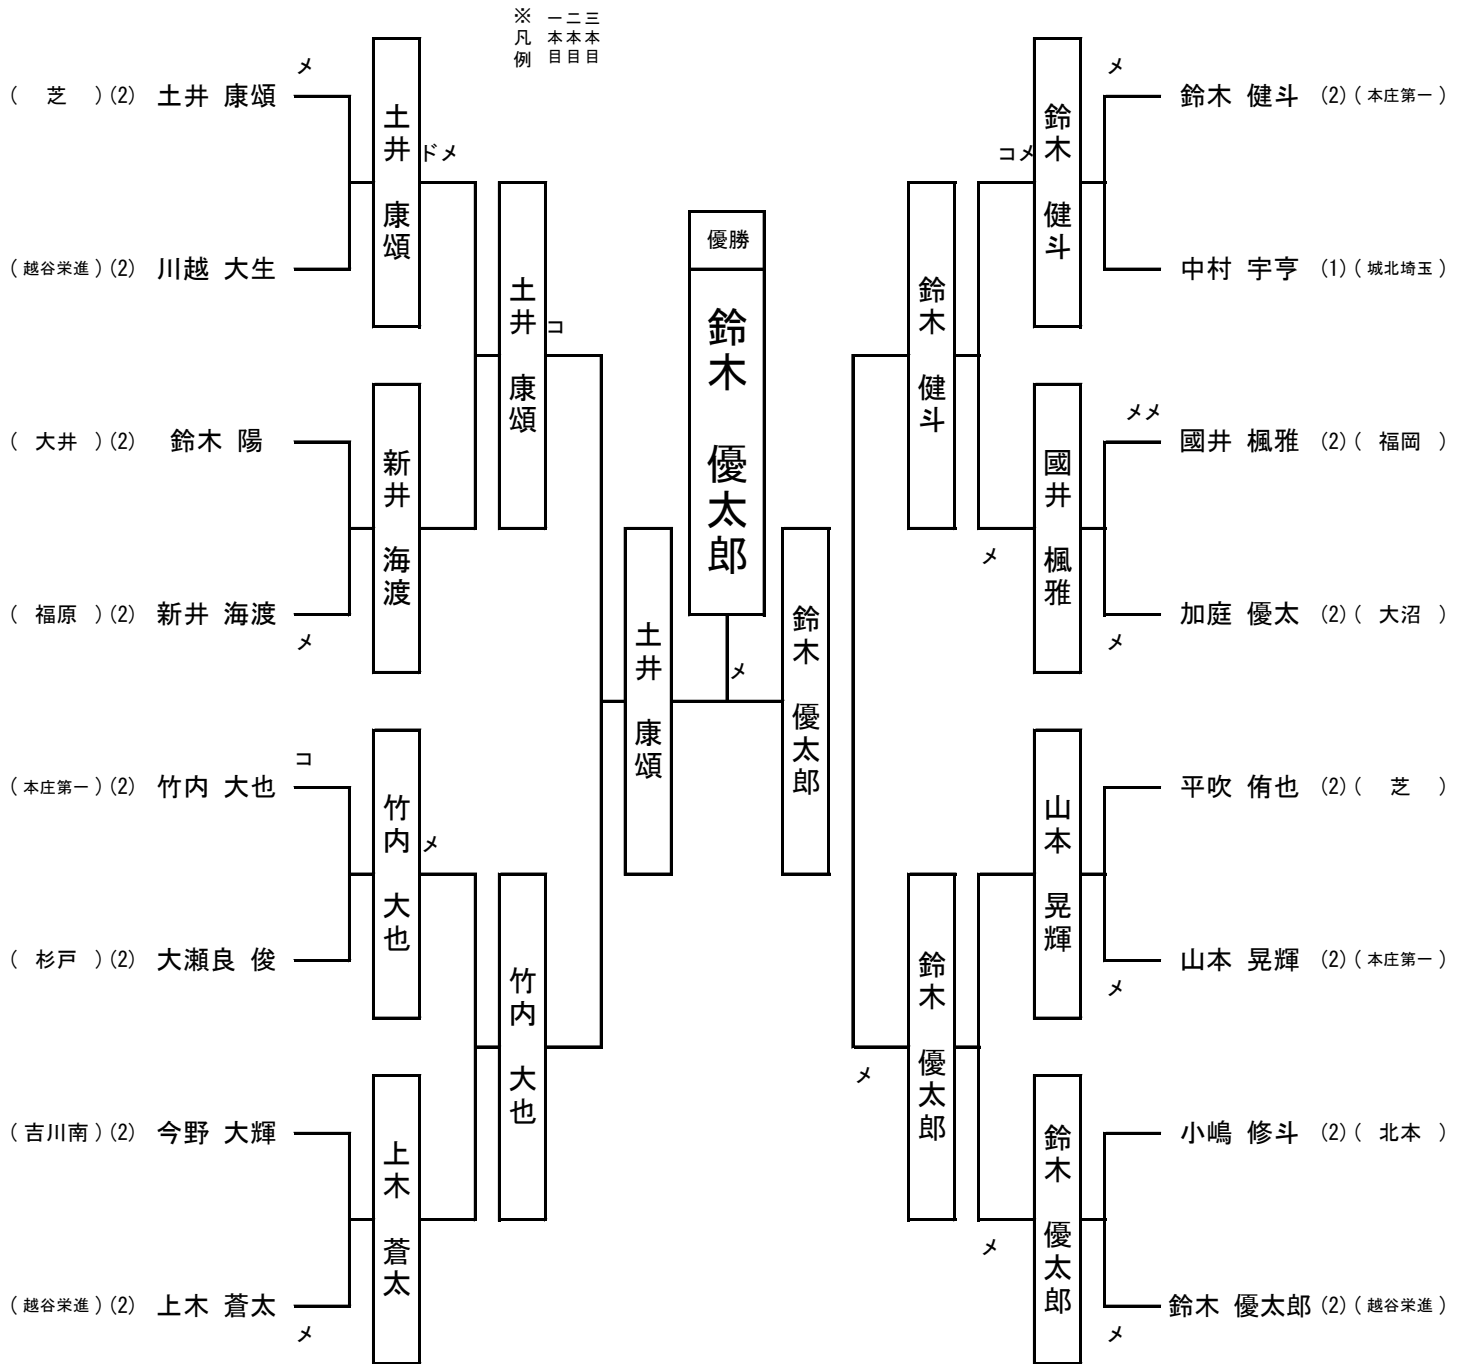 ※凡例
一本目
二本目
三本目
( 芝 ) (2) 土井 康頌
メ
( 越谷栄進 ) (2) 川越 大生
( 大井 ) (2) 鈴木 陽
( 福原 ) (2) 新井 海渡
メ
( 本庄第一 ) (2) 竹内 大也
コ
( 杉戸 ) (2) 大瀬良 俊
( 吉川南 ) (2) 今野 大輝
( 越谷栄進 ) (2) 上木 蒼太
メ
土井 康頌
ドメ
新井 海渡
竹内 大也
メ
上木 蒼太
土井 康頌
コ
竹内 大也
土井 康頌
優勝
鈴木 優太郎
メ
鈴木 優太郎
鈴木 健斗
鈴木 優太郎
メ
鈴木 健斗
コメ
國井 楓雅
メ
山本 晃輝
鈴木 優太郎
メ
メ
鈴木 健斗 (2) ( 本庄第一 )
中村 宇亨 (1) ( 城北埼玉 )
メメ
國井 楓雅 (2) ( 福岡 )
加庭 優太 (2) ( 大沼 )
メ
平吹 侑也 (2) ( 芝 )
山本 晃輝 (2) ( 本庄第一 )
メ
小嶋 修斗 (2) ( 北本 )
鈴木 優太郎 (2) ( 越谷栄進 )
メ